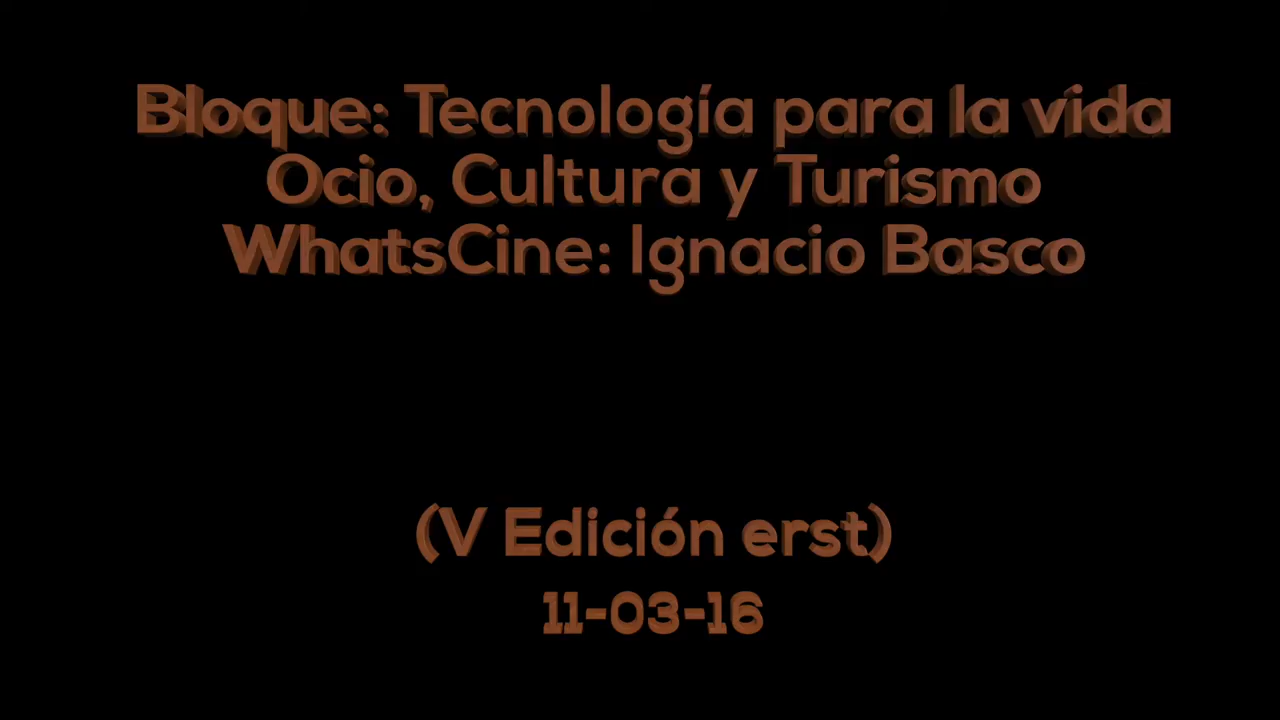 Bloque: Tecnología para la vida
Ocio, Cultura y Turismo
WhatsCine: Ignacio Basco
(V Edición erst)
11-03-16